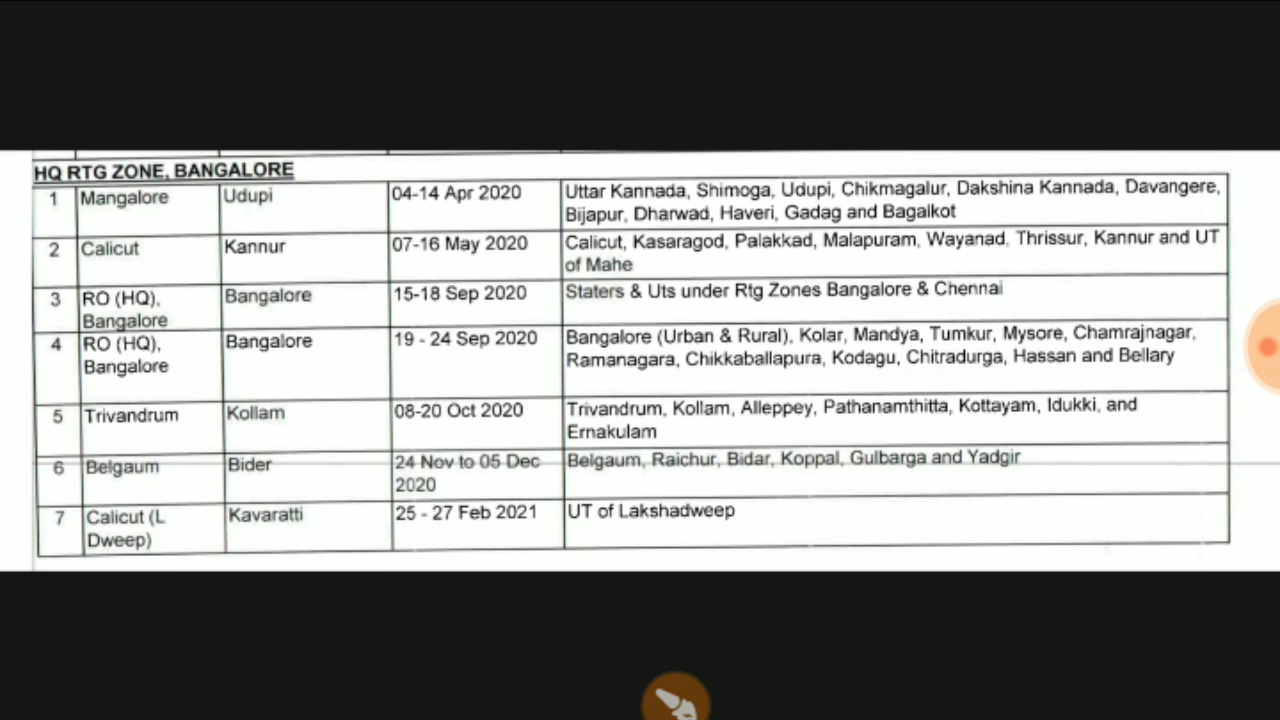 HQ RTG ZONE, BANGALORE
1 Mangalore Udupi 04-14 Apr 2020 Uttar Kannada, Shimoga, Udupi, Chikmagalur, Dakshina Kannada, Davangere,
Bijapur, Dharwad, Haveri, Gadag and Bagalkot
2 Calicut Kannur 07-16 May 2020 Calicut, Kasaragod, Palakkad, Malapuram, Wayanad, Thrissur, Kannur and UT
of Mahe
3 RO (HQ), Bangalore 15-18 Sep 2020 Staters & Uts under Rtg Zones Bangalore & Chennai
Bangalore
4 RO (HQ), Bangalore 19 - 24 Sep 2020 Bangalore (Urban & Rural), Kolar, Mandya, Tumkur, Mysore, Chamrajnagar,
Bangalore Ramanagara, Chikkaballapura, Kodagu, Chitradurga, Hassan and Bellary
5 Trivandrum Kollam 08-20 Oct 2020 Trivandrum, Kollam, Alleppey, Pathanamthitta, Kottayam, Idukki, and
Ernakulam
6 Belgaum Bider 24 Nov to 05 Dec Belgaum, Raichur, Bidar, Koppal, Gulbarga and Yadgir
2020
7 Calicut (L Kavaratti 25 - 27 Feb 2021 UT of Lakshadweep
Dweep)